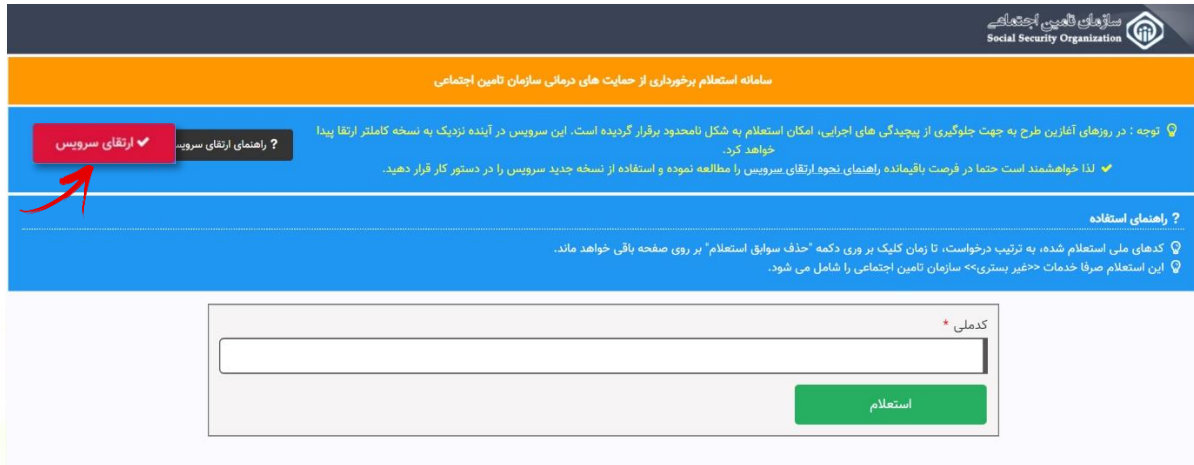 سازمان تامین اجتماعی
Social Security Organization
سامانه استعلام برخورداری از حمایت های درمانی سازمان تامین اجتماعی
توجه : در روزهای آغازین طرح به جهت جلوگیری از پیچیدگی های اجرایی، امکان استعلام به شکل نامحدود برقرار گردیده است. این سرویس در آینده نزدیک به نسخه کاملتر ارتقا پیدا
خواهد کرد.
لذا خواهشمند است حتما در فرصت باقیمانده راهنمای نحوه ارتقای سرویس را مطالعه نموده و استفاده از نسخه جدید سرویس را در دستور کار قرار دهید.
? راهنمای ارتقای سرویس
✔ ارتقای سرویس
? راهنمای استفاده
کدهای ملی استعلام شده، به ترتیب درخواست، تا زمان کلیک بر وری دکمه "حذف سوابق استعلام" بر روی صفحه باقی خواهد ماند.
این استعلام صرفا خدمات <<غیر بستری>> سازمان تامین اجتماعی را شامل می شود.
کدملی *
استعلام